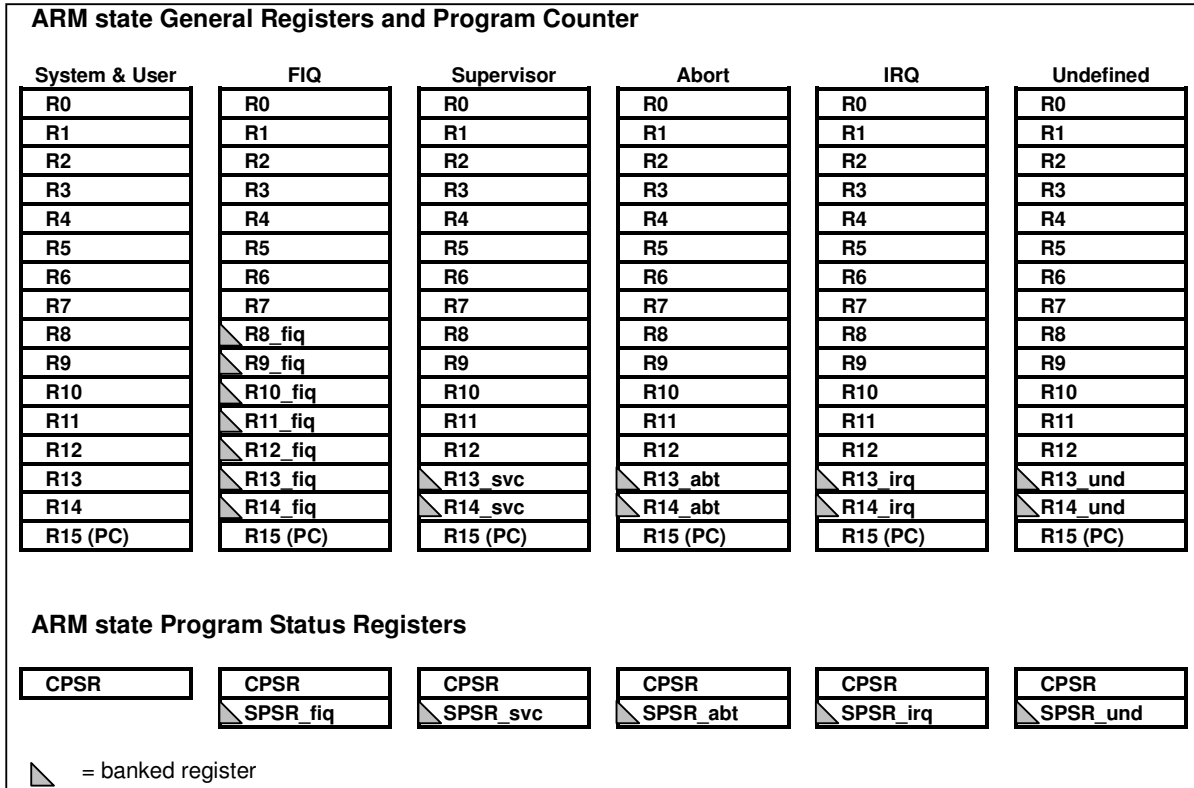 ARM state General Registers and Program Counter
System & User FIQ Supervisor Abort IRQ Undefined
R0 R0 R0 R0 R0 R0
R1 R1 R1 R1 R1 R1
R2 R2 R2 R2 R2 R2
R3 R3 R3 R3 R3 R3
R4 R4 R4 R4 R4 R4
R5 R5 R5 R5 R5 R5
R6 R6 R6 R6 R6 R6
R7 R7 R7 R7 R7 R7
R8 R8_fiq R8 R8 R8 R8
R9 R9_fiq R9 R9 R9 R9
R10 R10_fiq R10 R10 R10 R10
R11 R11_fiq R11 R11 R11 R11
R12 R12_fiq R12 R12 R12 R12
R13 R13_fiq R13_svc R13_abt R13_irq R13_und
R14 R14_fiq R14_svc R14_abt R14_irq R14_und
R15 (PC) R15 (PC) R15 (PC) R15 (PC) R15 (PC) R15 (PC)
ARM state Program Status Registers
CPSR CPSR CPSR CPSR CPSR CPSR
SPSR_fiq SPSR_svc SPSR_abt SPSR_irq SPSR_und
= banked register